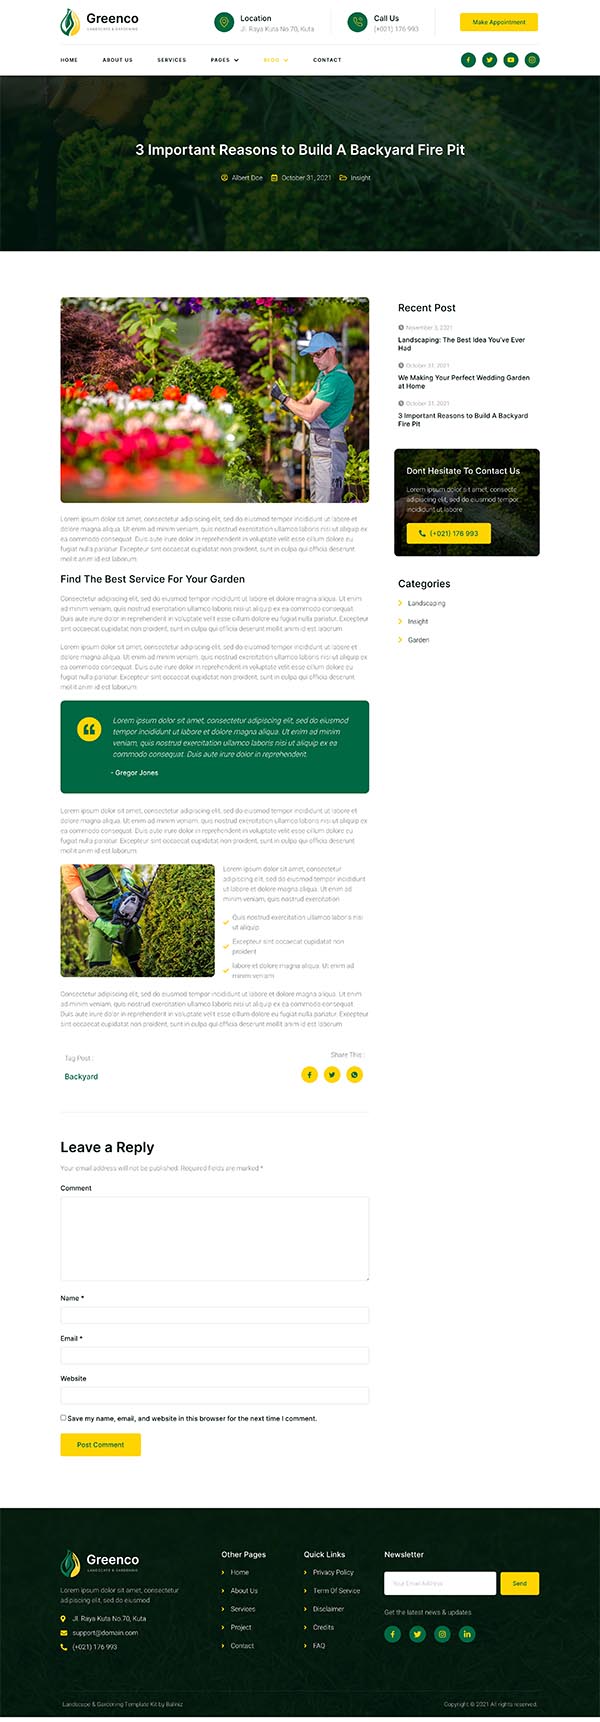 Greenco
LANDSCAPE & GARDENING
Location
Jl. Raya Kuta No.70, Kuta
Call Us
(+021) 176 993
Make Appointment
HOME
ABOUT US
SERVICES
PAGES
BLOG
CONTACT
3 Important Reasons to Build A Backyard Fire Pit
Albert Doe
October 31, 2021
Insight
Lorem ipsum dolor sit amet, consectetur adipiscing elit, sed do eiusmod tempor incididunt ut labore et
dolore magna aliqua. Ut enim ad minim veniam, quis nostrud exercitation ullamco laboris nisi ut aliquip ex
ea commodo consequat. Duis aute irure dolor in reprehenderit in voluptate velit esse cillum dolore eu
fugiat nulla pariatur. Excepteur sint occaecat cupidatat non proident, sunt in culpa qui officia deserunt
mollit anim id est laborum
Find The Best Service For Your Garden
Consectetur adipiscing elit, sed do eiusmod tempor incididunt ut labore et dolore magna aliqua. Ut enim
ad minim veniam, quis nostrud exercitation ullamco laboris nisi ut aliquip ex ea commodo consequat.
Duis aute irure dolor in reprehenderit in voluptate velit esse cillum dolore eu fugiat nulla pariatur. Excepteur
sint occaecat cupidatat non proident, sunt in culpa qui officia deserunt mollit anim id est laborum
Lorem ipsum dolor sit amet, consectetur adipiscing elit, sed do eiusmod tempor incididunt ut labore et
dolore magna aliqua. Ut enim ad minim veniam, quis nostrud exercitation ullamco laboris nisi ut aliquip ex
ea commodo consequat. Duis aute irure dolor in reprehenderit in voluptate velit esse cillum dolore eu
fugiat nulla pariatur. Excepteur sint occaecat cupidatat non proident, sunt in culpa qui officia deserunt
mollit anim id est laborum
Lorem ipsum dolor sit amet, consectetur adipiscing elit, sed do eiusmod
tempor incididunt ut labore et dolore magna aliqua. Ut enim ad minim
veniam, quis nostrud exercitation ullamco laboris nisi ut aliquip ex ea
commodo consequat. Duis aute irure dolor in reprehenderit.
- Gregor Jones
Lorem ipsum dolor sit amet, consectetur adipiscing elit, sed do eiusmod tempor incididunt ut labore et
dolore magna aliqua. Ut enim ad minim veniam, quis nostrud exercitation ullamco laboris nisi ut aliquip ex
ea commodo consequat. Duis aute irure dolor in reprehenderit in voluptate velit esse cillum dolore eu
fugiat nulla pariatur. Excepteur sint occaecat cupidatat non proident, sunt in culpa qui officia deserunt
mollit anim id est laborum
Lorem ipsum dolor sit amet, consectetur
adipiscing elit, sed do eiusmod tempor incididunt
ut labore et dolore magna aliqua. Ut enim ad
minim veniam, quis nostrud exercitation
Quis nostrud exercitation ullamco labor s nisi
ut aliquip
Excepteur sint occaecat cupidatat non
proident
labore et dolore magna aliqua. Ut enim ad
minim veniam
Consectetur adipiscing elit, sed do eiusmod tempor incididunt ut labore et dolore magna aliqua. Ut enim
ad minim veniam, quis nostrud exercitation ullamco laboris nisi ut aliquip ex ea commodo consequat.
Duis aute irure dolor in reprehenderit in voluptate velit esse cillum dolore eu fugiat nulla pariatur. Excepteur
sint occaecat cupidatat non proident, sunt in culpa qui officia deserunt mollit anim id est laborum
Tag Post :
Backyard
Share This :
Leave a Reply
Your email address will not be published. Required fields are marked *
Comment
Name *
Email *
Website
Save my name, email, and website in this browser for the next time I comment.
Post Comment
Recent Post
November 3, 2021
Landscaping: The Best Idea You've Ever
Had
October 31, 2021
We Making Your Perfect Wedding Garden
at Home
October 31, 2021
3 Important Reasons to Build A Backyard
Fire Pit
Dont Hesitate To Contact Us
Lorem ipsum dolor sit amet, consecte
adipiscing elit, sed do eiusmod tempor
incididunt ut labore
(+021) 176 993
Categories
Landscaping
Insight
Garden
Greenco
LANDSCAPE & GARDENING
Lorem ipsum dolor sit amet, consectetur
adipiscing elit, sed do eiusmod
Jl. Raya Kuta No.70, Kuta
support@domain.com
(+021) 176 993
Other Pages
Home
About Us
Services
Project
Contact
Quick Links
Privacy Policy
Term Of Service
Disclaimer
Credits
FAQ
Newsletter
Your Email Address
Send
Get the latest news & updates
Landscape & Gardening Template Kit by Baliniz
Copyright © 2021 All rights reserved.